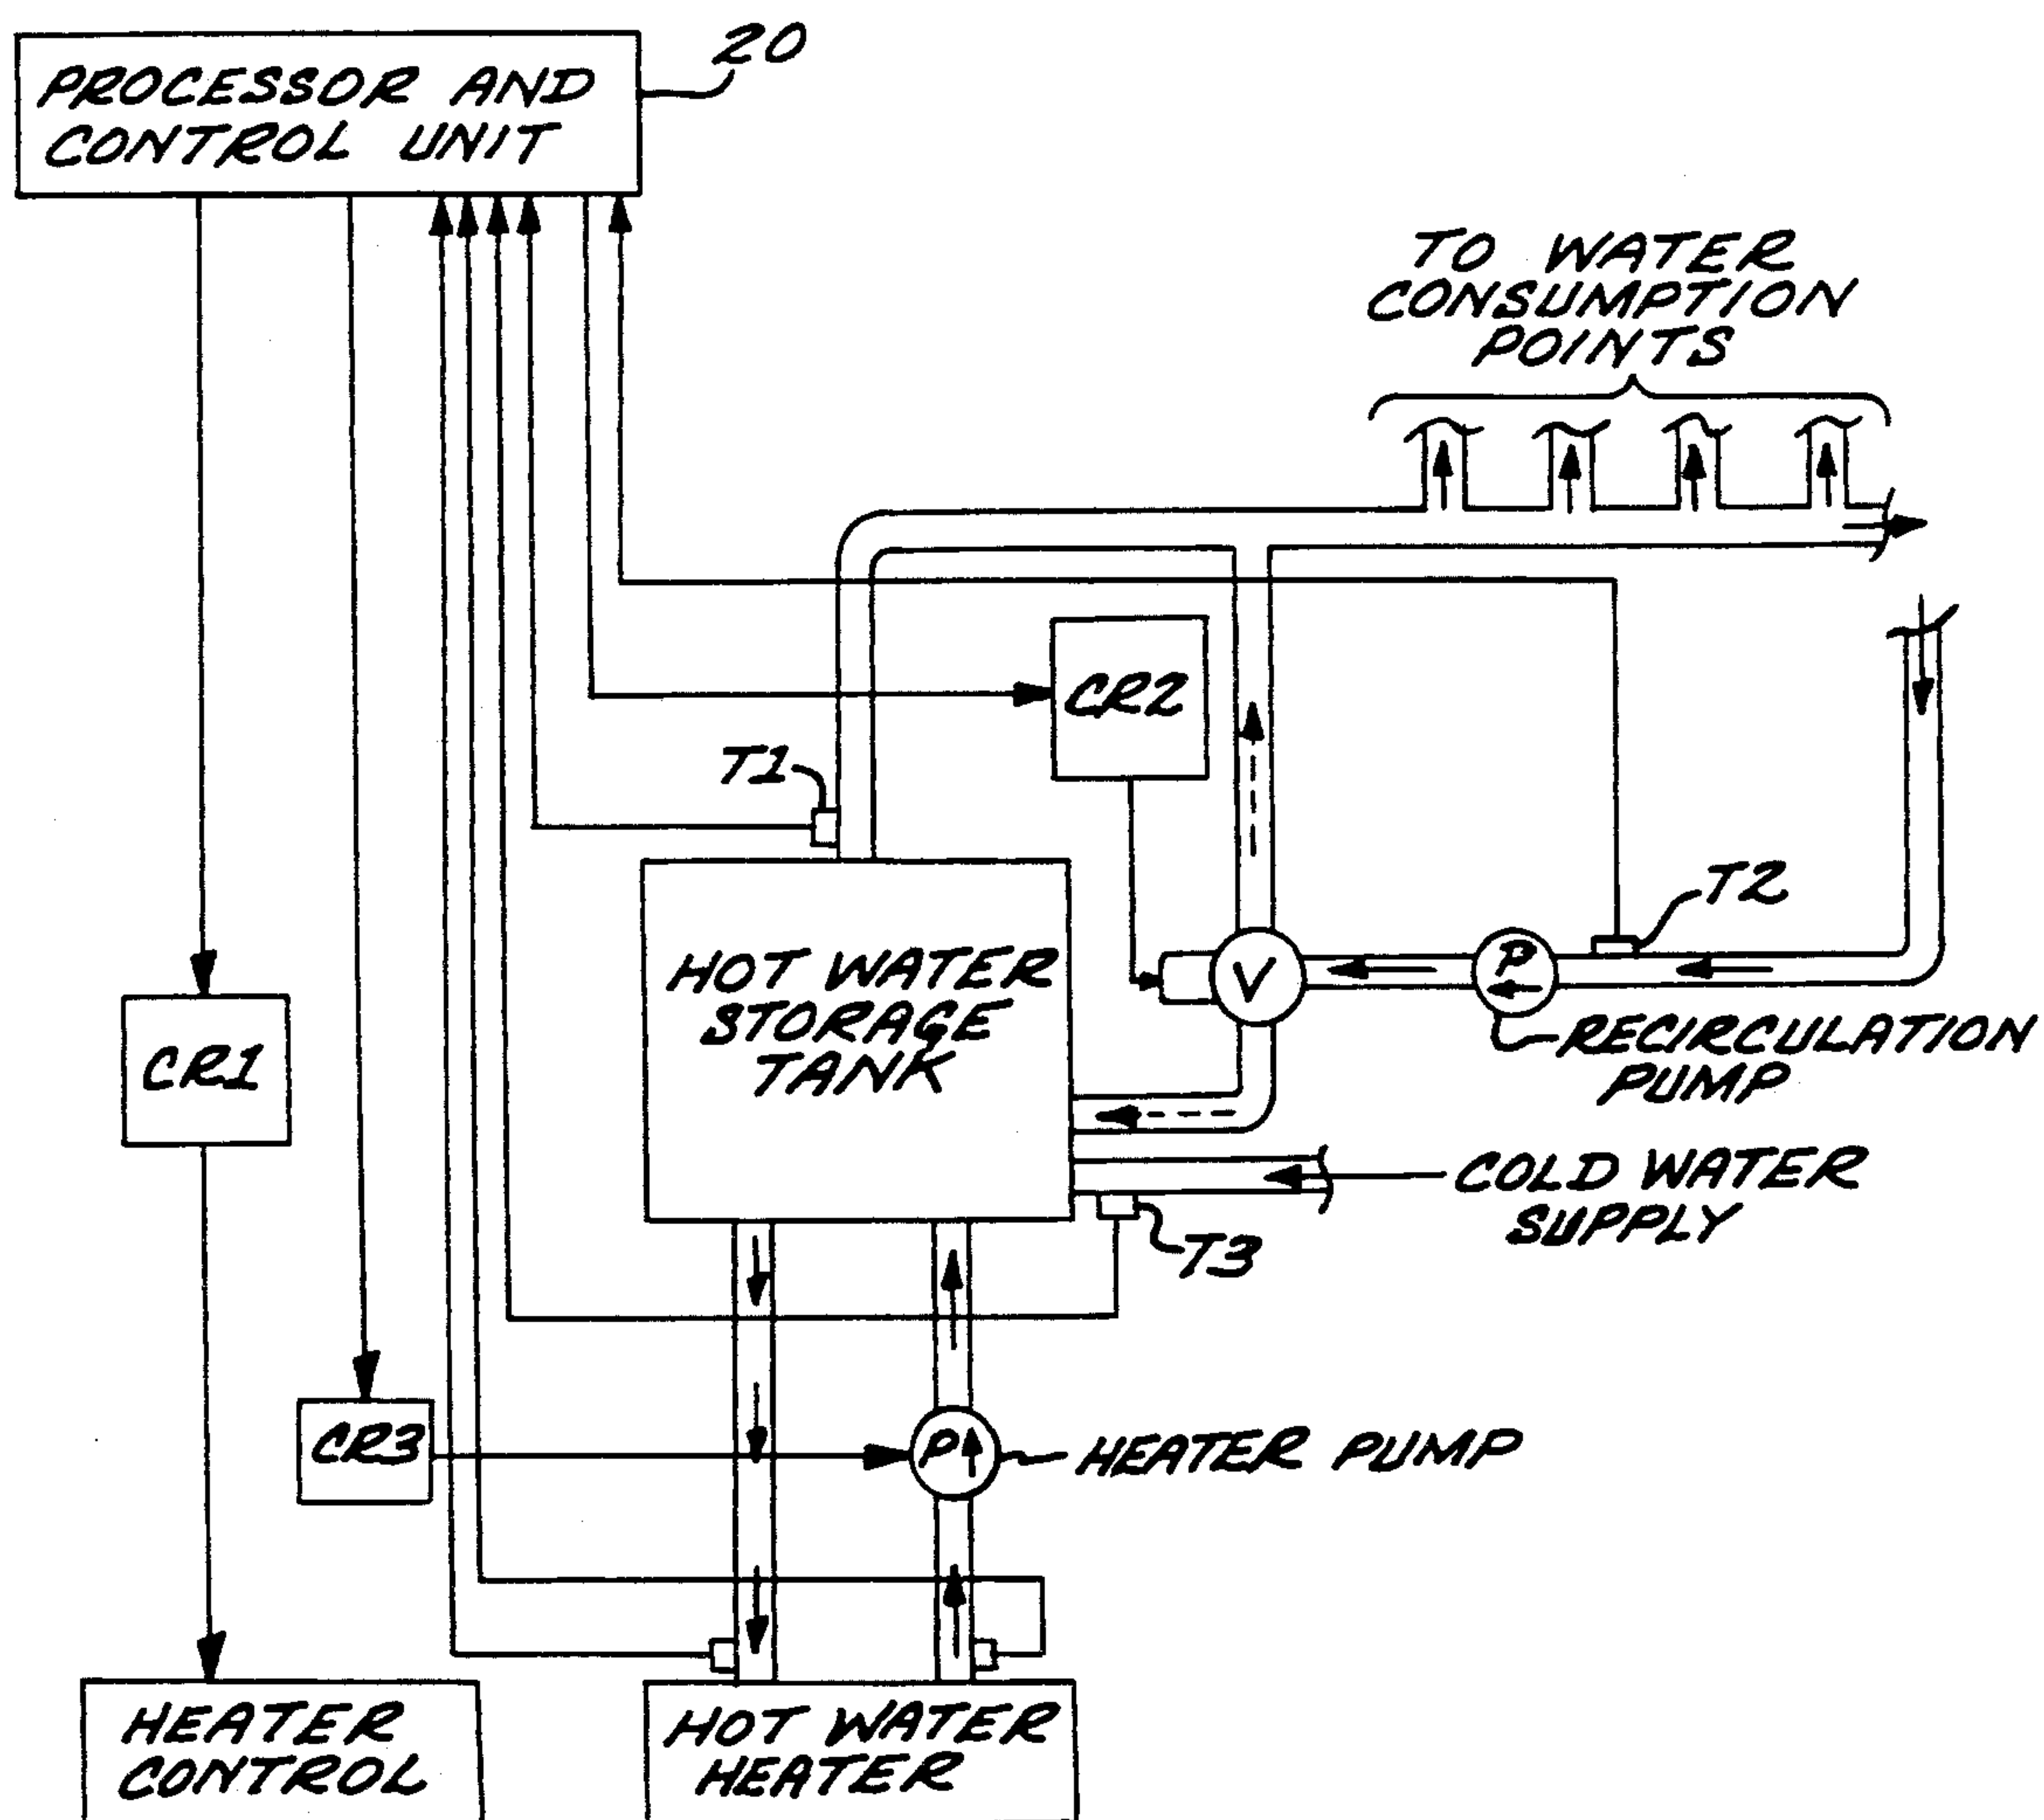 PROCESSOR AND
CONTROL UNIT
20
TO WATER
CONSUMPTION
POINTS
CR2
T1
T2
HOT WATER
STORAGE
TANK
V
P
RECIRCULATION
PUMP
CR1
COLD WATER
SUPPLY
T3
CR3
P
HEATER PUMP
HEATER
CONTROL
HOT WATER
HEATER